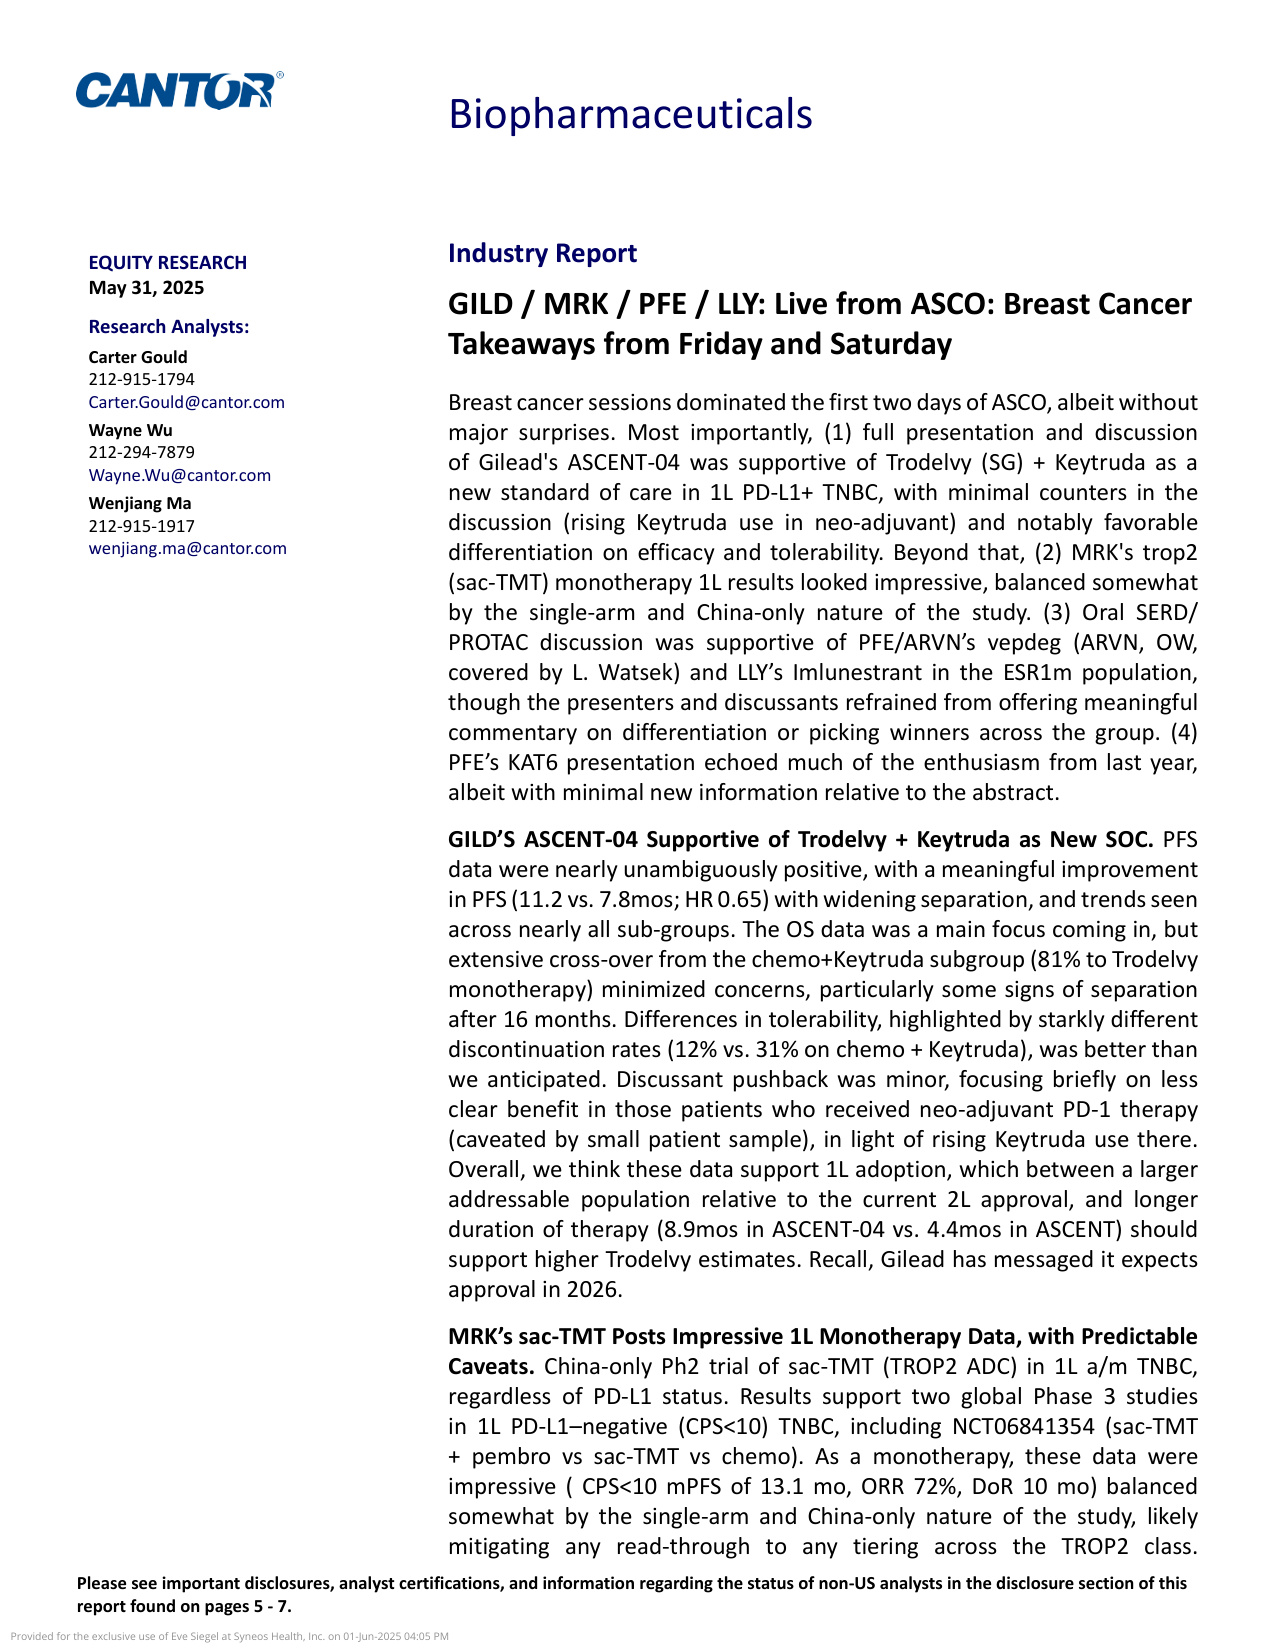 CANTOR®
Biopharmaceuticals
EQUITY RESEARCH
May 31, 2025
Research Analysts:
Carter Gould
212-915-1794
Carter.Gould@cantor.com
Wayne Wu
212-294-7879
Wayne.Wu@cantor.com
Wenjiang Ma
212-915-1917
wenjiang.ma@cantor.com
Industry Report
GILD / MRK / PFE / LLY: Live from ASCO: Breast Cancer
Takeaways from Friday and Saturday
Breast cancer sessions dominated the first two days of ASCO, albeit without
major surprises. Most importantly, (1) full presentation and discussion
of Gilead's ASCENT-04 was supportive of Trodelvy (SG) + Keytruda as a
new standard of care in 1L PD-L1+ TNBC, with minimal counters in the
discussion (rising Keytruda use in neo-adjuvant) and notably favorable
differentiation on efficacy and tolerability. Beyond that, (2) MRK's trop2
(sac-TMT) monotherapy 1L results looked impressive, balanced somewhat
by the single-arm and China-only nature of the study. (3) Oral SERD/
PROTAC discussion was supportive of PFE/ARVN’s vepdeg (ARVN, OW,
covered by L. Watsek) and LLY’s Imlunestrant in the ESR1m population,
though the presenters and discussants refrained from offering meaningful
commentary on differentiation or picking winners across the group. (4)
PFE’s KAT6 presentation echoed much of the enthusiasm from last year,
albeit with minimal new information relative to the abstract.
GILD’S ASCENT-04 Supportive of Trodelvy + Keytruda as New SOC. PFS
data were nearly unambiguously positive, with a meaningful improvement
in PFS (11.2 vs. 7.8mos; HR 0.65) with widening separation, and trends seen
across nearly all sub-groups. The OS data was a main focus coming in, but
extensive cross-over from the chemo+Keytruda subgroup (81% to Trodelvy
monotherapy) minimized concerns, particularly some signs of separation
after 16 months. Differences in tolerability, highlighted by starkly different
discontinuation rates (12% vs. 31% on chemo + Keytruda), was better than
we anticipated. Discussant pushback was minor, focusing briefly on less
clear benefit in those patients who received neo-adjuvant PD-1 therapy
(caveated by small patient sample), in light of rising Keytruda use there.
Overall, we think these data support 1L adoption, which between a larger
addressable population relative to the current 2L approval, and longer
duration of therapy (8.9mos in ASCENT-04 vs. 4.4mos in ASCENT) should
support higher Trodelvy estimates. Recall, Gilead has messaged it expects
approval in 2026.
MRK’s sac-TMT Posts Impressive 1L Monotherapy Data, with Predictable
Caveats. China-only Ph2 trial of sac-TMT (TROP2 ADC) in 1L a/m TNBC,
regardless of PD-L1 status. Results support two global Phase 3 studies
in 1L PD-L1–negative (CPS<10) TNBC, including NCT06841354 (sac-TMT
+ pembro vs sac-TMT vs chemo). As a monotherapy, these data were
impressive ( CPS<10 mPFS of 13.1 mo, ORR 72%, DoR 10 mo) balanced
somewhat by the single-arm and China-only nature of the study, likely
mitigating any read-through to any tiering across the TROP2 class.
Please see important disclosures, analyst certifications, and information regarding the status of non-US analysts in the disclosure section of this
report found on pages 5 - 7.
Provided for the exclusive use of Eve Siegel at Syneos Health, Inc. on 01-Jun-2025 04:05 PM